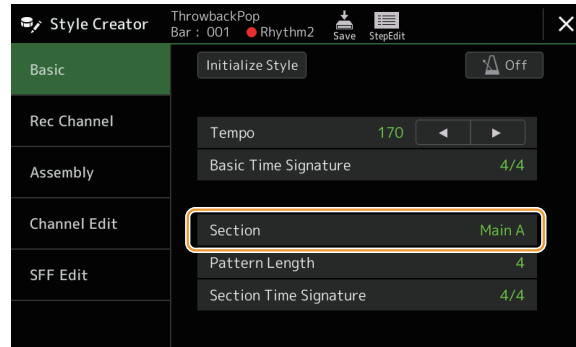 Style Creator
ThrowbackPop
Bar : 001 Rhythm2
Save
StepEdit
Basic
Initialize Style
Off
Rec Channel
Tempo 170
Basic Time Signature 4/4
Assembly
Channel Edit
Section Main A
Pattern Length 4
SFF Edit
Section Time Signature 4/4